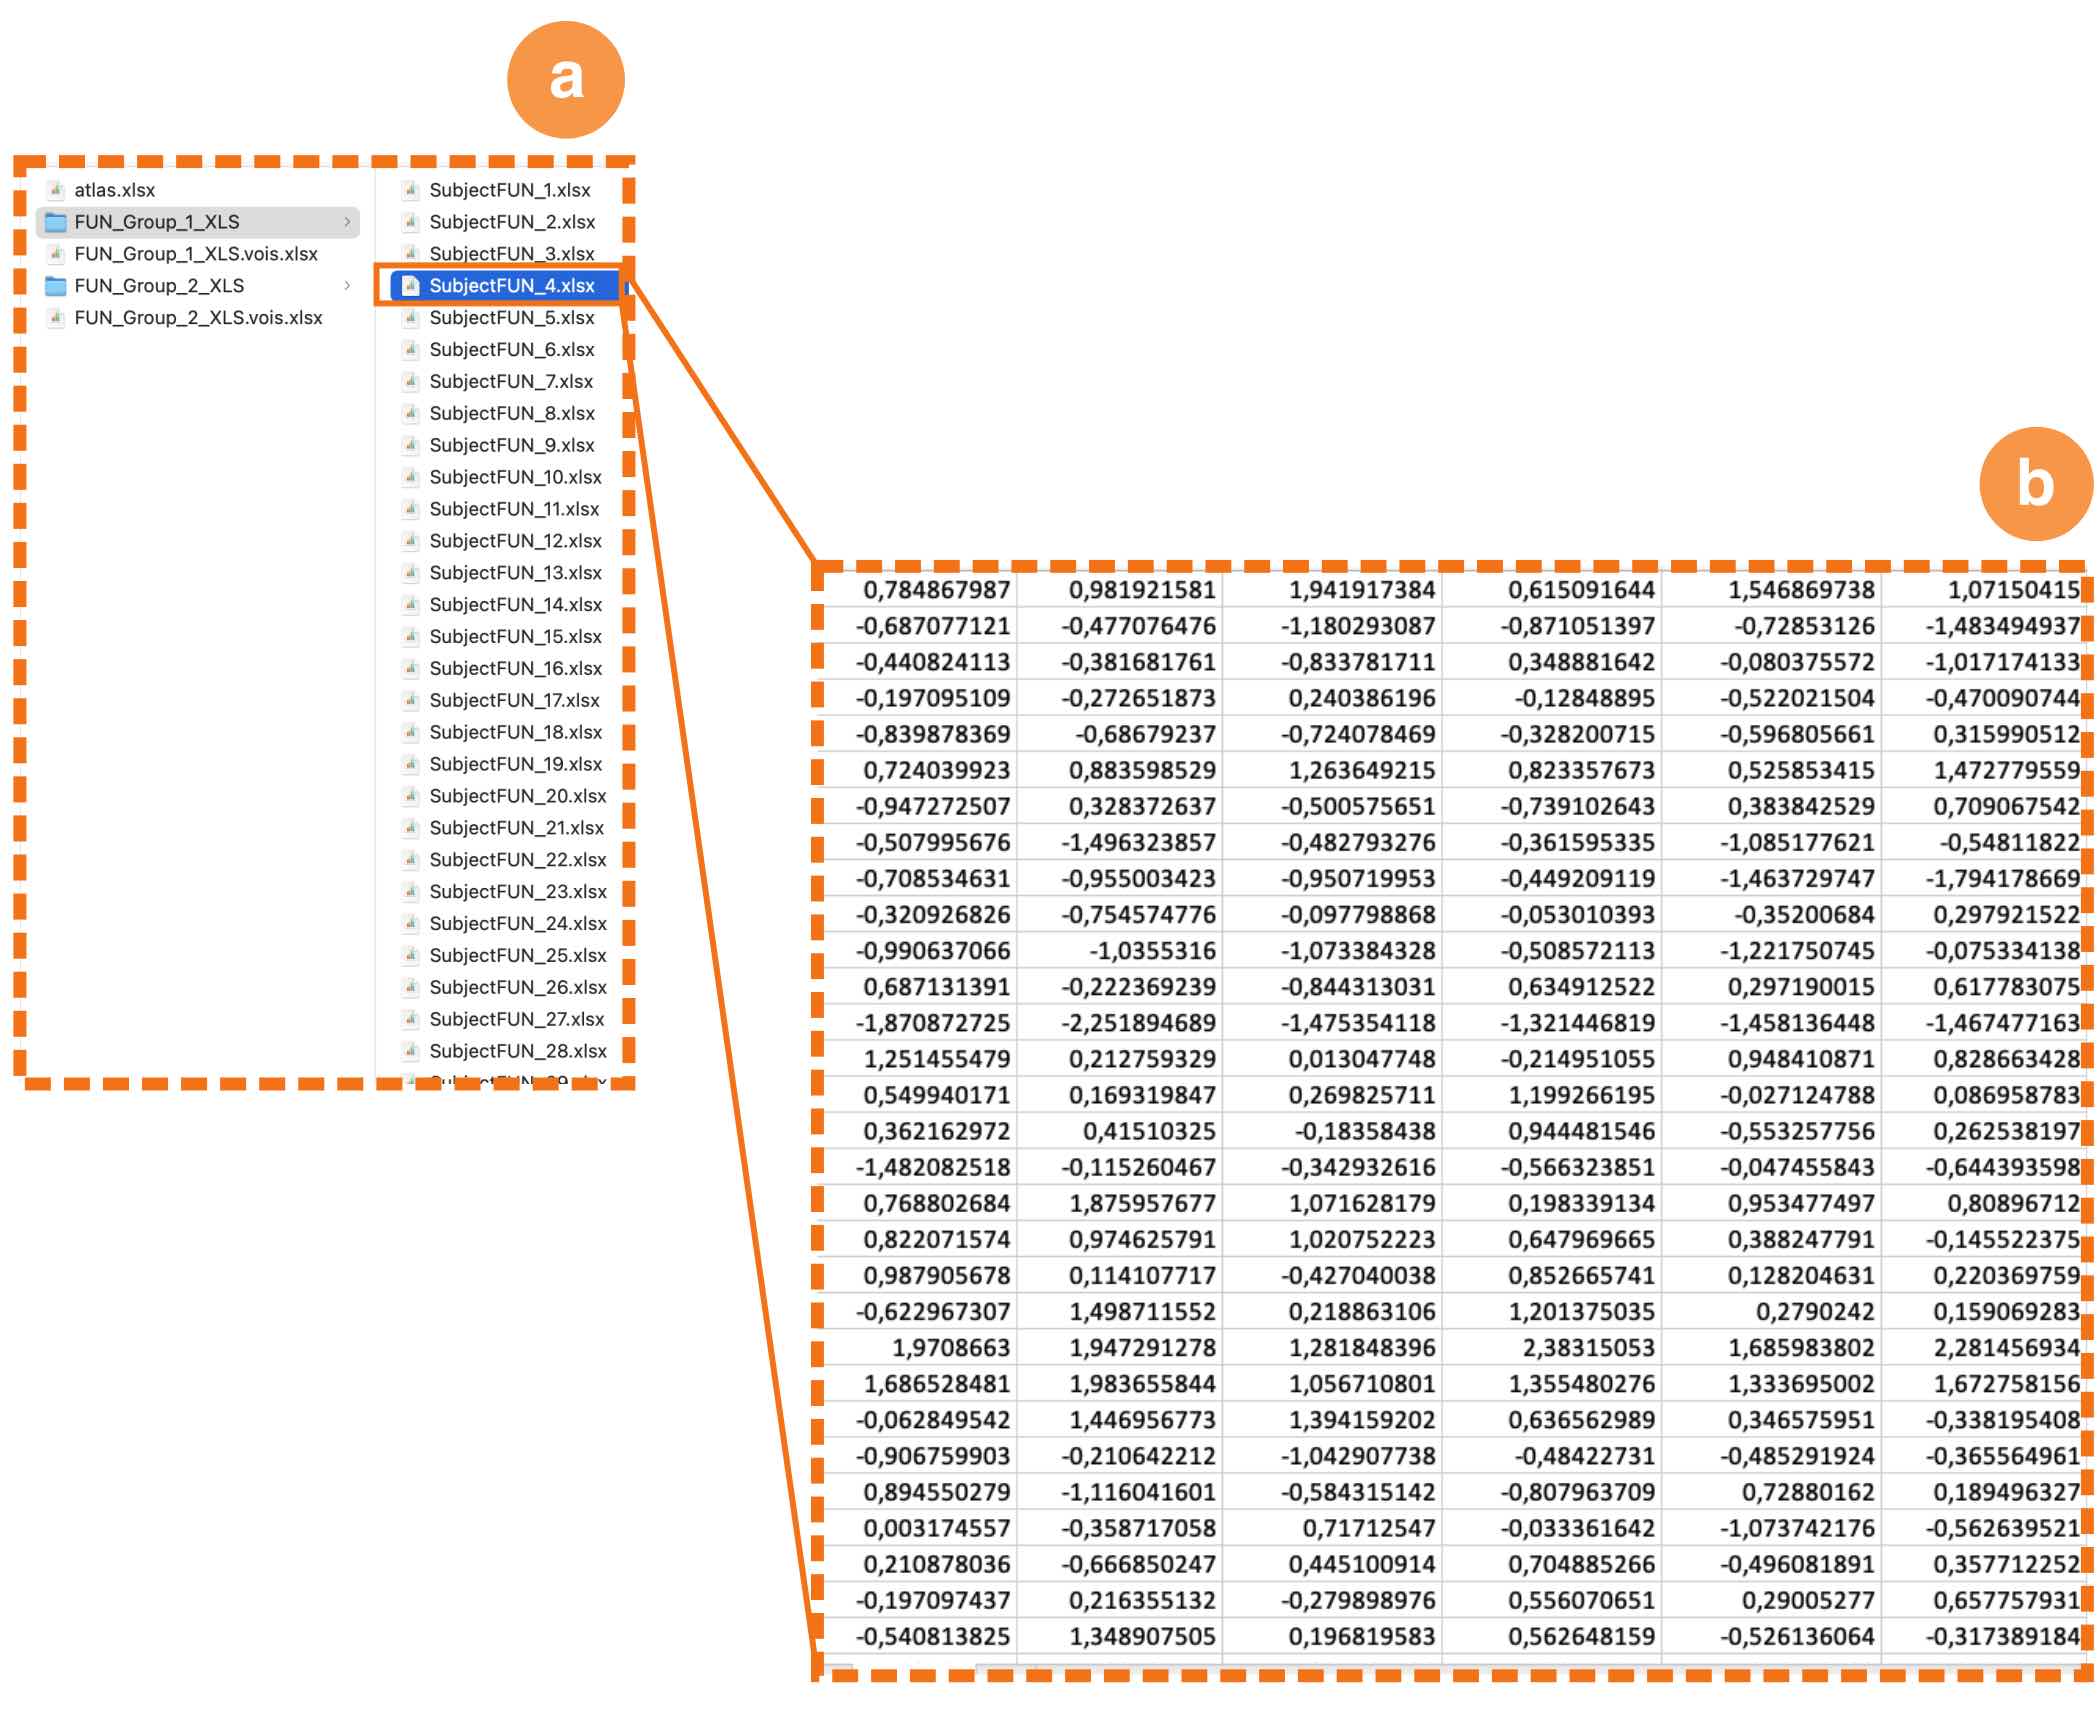 a
atlas.xlsx
FUN_Group_1_XLS
FUN_Group_1_XLS.vois.xlsx
FUN_Group_2_XLS
FUN_Group_2_XLS.vois.xlsx
SubjectFUN_1.xlsx
SubjectFUN_2.xlsx
SubjectFUN_3.xlsx
SubjectFUN_4.xlsx
SubjectFUN_5.xlsx
SubjectFUN_6.xlsx
SubjectFUN_7.xlsx
SubjectFUN_8.xlsx
SubjectFUN_9.xlsx
SubjectFUN_10.xlsx
SubjectFUN_11.xlsx
SubjectFUN_12.xlsx
SubjectFUN_13.xlsx
SubjectFUN_14.xlsx
SubjectFUN_15.xlsx
SubjectFUN_16.xlsx
SubjectFUN_17.xlsx
SubjectFUN_18.xlsx
SubjectFUN_19.xlsx
SubjectFUN_20.xlsx
SubjectFUN_21.xlsx
SubjectFUN_22.xlsx
SubjectFUN_23.xlsx
SubjectFUN_24.xlsx
SubjectFUN_25.xlsx
SubjectFUN_26.xlsx
SubjectFUN_27.xlsx
SubjectFUN_28.xlsx
b
0,784867987 0,981921581 1,941917384 0,615091644 1,546869738 1,07150415
-0,687077121 -0,477076476 -1,180293087 -0,871051397 -0,72853126 -1,483494937
-0,440824113 -0,381681761 -0,833781711 0,348881642 -0,080375572 -1,017174133
-0,197095109 -0,272651873 0,240386196 -0,12848895 -0,522021504 -0,470090744
-0,839878369 -0,68679237 -0,724078469 -0,328200715 -0,596805661 0,315990512
0,724039923 0,883598529 1,263649215 0,823357673 0,525853415 1,472779559
-0,947272507 0,328372637 -0,500575651 -0,739102643 0,383842529 0,709067542
-0,507995676 -1,496323857 -0,482793276 -0,361595335 -1,085177621 -0,54811822
-0,708534631 -0,955003423 -0,950719953 -0,449209119 -1,463729747 -1,794178669
-0,320926826 -0,754574776 -0,097798868 -0,053010393 -0,35200684 0,297921522
-0,990637066 -1,0355316 -1,073384328 -0,508572113 -1,221750745 -0,075334138
0,687131391 -0,222369239 -0,844313031 0,634912522 0,297190015 0,617783075
-1,870872725 -2,251894689 -1,475354118 -1,321446819 -1,458136448 -1,467477163
1,251455479 0,212759329 0,013047748 -0,214951055 0,948410871 0,828663428
0,549940171 0,169319847 0,269825711 1,199266195 -0,027124788 0,086958783
0,362162972 0,41510325 -0,18358438 0,944481546 -0,553257756 0,262538197
-1,482082518 -0,115260467 -0,342932616 -0,566323851 -0,047455843 -0,644393598
0,768802684 1,875957677 1,071628179 0,198339134 0,953477497 0,80896712
0,822071574 0,974625791 1,020752223 0,647969665 0,388247791 -0,145522375
0,987905678 0,114107717 -0,427040038 0,852665741 0,128204631 0,220369759
-0,622967307 1,498711552 0,218863106 1,201375035 0,2790242 0,159069283
1,9708663 1,947291278 1,281848396 2,38315053 1,685983802 2,281456934
1,686528481 1,983655844 1,056710801 1,355480276 1,333695002 1,672758156
-0,062849542 1,446956773 1,394159202 0,636562989 0,346575951 -0,338195408
-0,906759903 -0,210642212 -1,042907738 -0,48422731 -0,485291924 -0,365564961
0,894550279 -1,116041601 -0,584315142 -0,807963709 0,72880162 0,189496327
0,003174557 -0,358717058 0,71712547 -0,033361642 -1,073742176 -0,562639521
0,210878036 -0,666850247 0,445100914 0,704885266 -0,496081891 0,357712252
-0,197097437 0,216355132 -0,279898976 0,556070651 0,29005277 0,657757931
-0,540813825 1,348907505 0,196819583 0,562648159 -0,526136064 -0,317389184